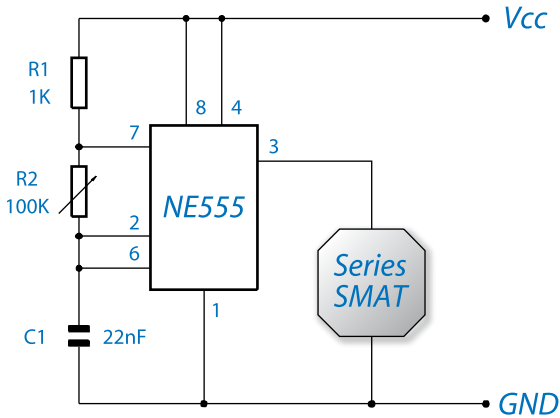 Vcc
R1
1K
8
4
7
3
R2
100K
NE555
2
6
Series
SMAT
1
C1
22nF
GND